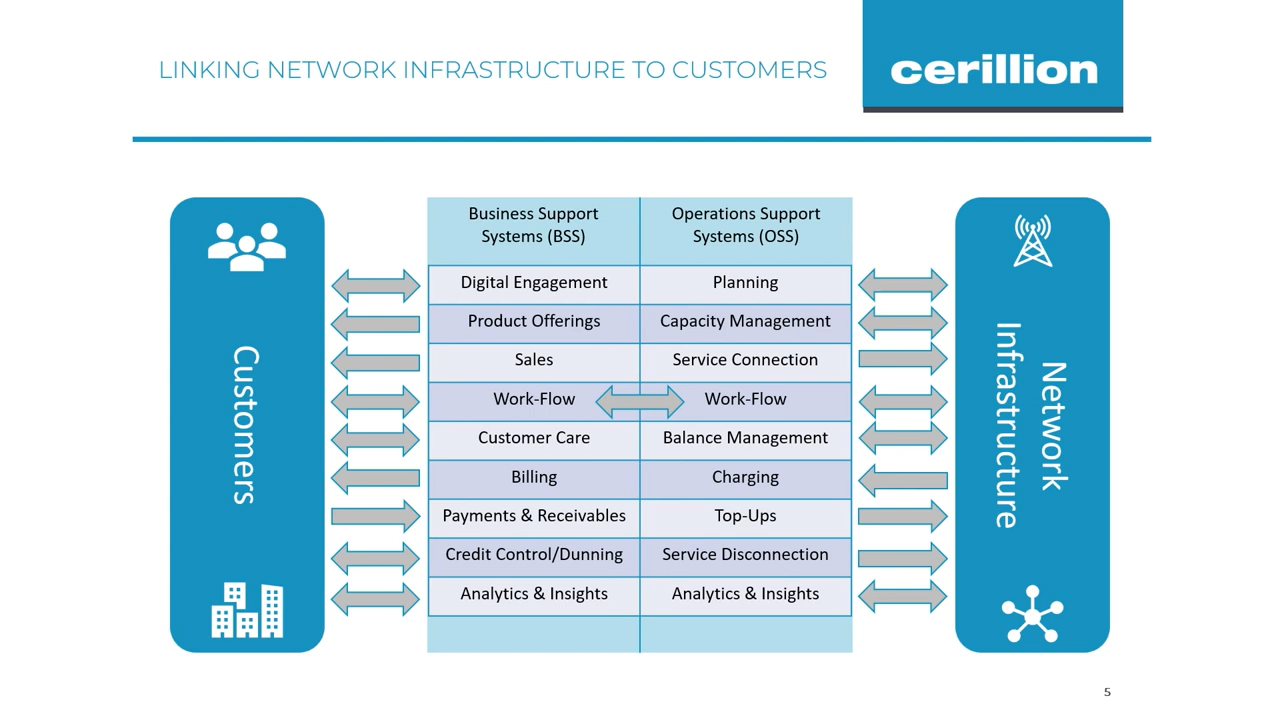 LINKING NETWORK INFRASTRUCTURE TO CUSTOMERS
cerillion
Customers
Business Support
Systems (BSS)
Operations Support
Systems (OSS)
Digital Engagement
Planning
Product Offerings
Capacity Management
Sales
Service Connection
Work-Flow
Work-Flow
Customer Care
Balance Management
Billing
Charging
Payments & Receivables
Top-Ups
Credit Control/Dunning
Service Disconnection
Analytics & Insights
Analytics & Insights
Network
Infrastructure
5